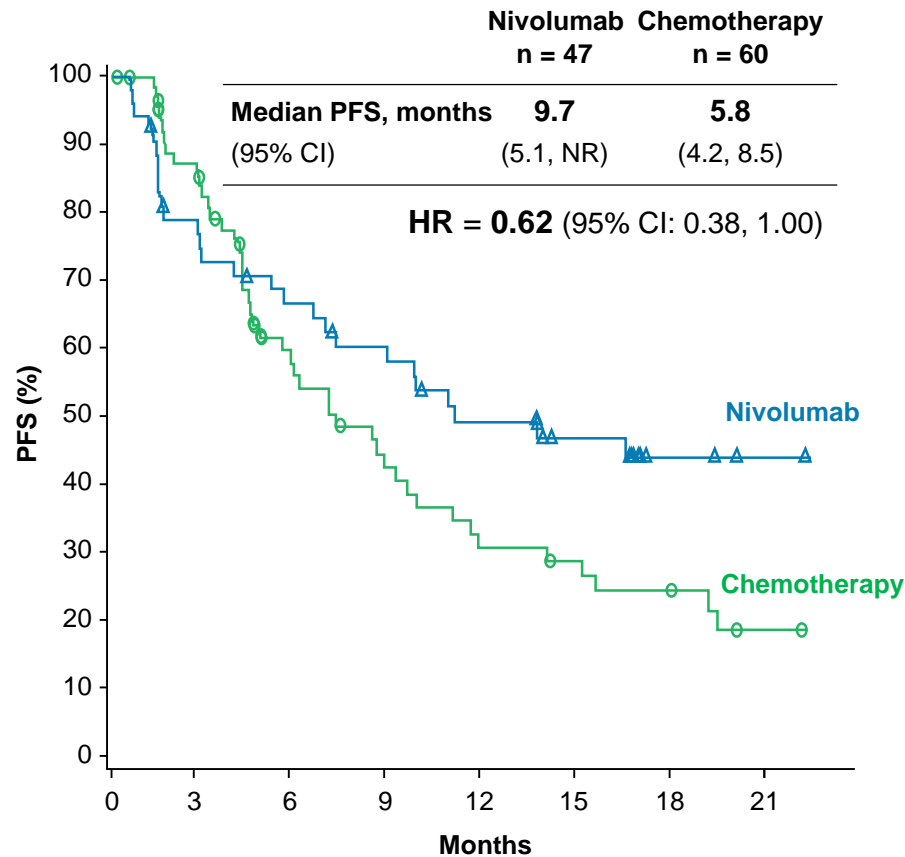 Nivolumab Chemotherapy
n = 47 n = 60
Median PFS, months 9.7 5.8
(95% CI) (5.1, NR) (4.2, 8.5)
HR = 0.62 (95% CI: 0.38, 1.00)
100
90
80
70
60
50
40
30
20
10
0
PFS (%)
Nivolumab
Chemotherapy
0 3 6 9 12 15 18 21
Months